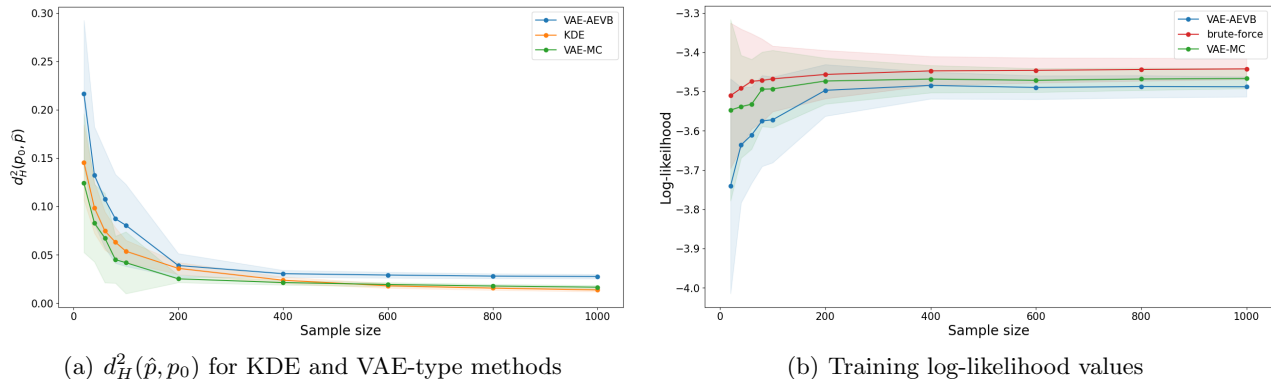 0.30
0.25
0.20
0.15
0.10
0.05
0.00
d²_H(p₀, p̂)
0 200 400 600 800 1000
Sample size
VAE-AEVB
KDE
VAE-MC
(a) d²_H(p̂, p₀) for KDE and VAE-type methods
−3.3
−3.4
−3.5
−3.6
−3.7
−3.8
−3.9
−4.0
Log-likeilhood
0 200 400 600 800 1000
Sample size
VAE-AEVB
brute-force
VAE-MC
(b) Training log-likelihood values